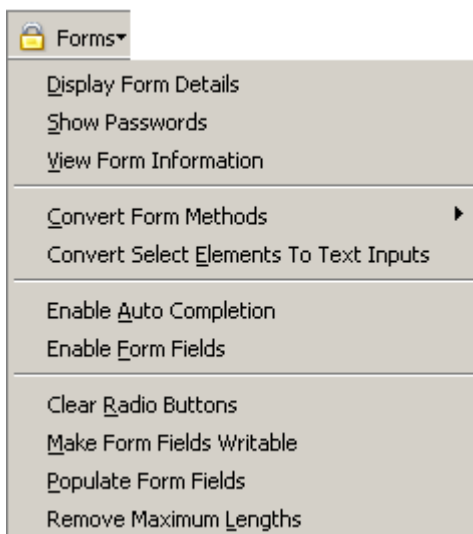 Forms
Display Form Details
Show Passwords
View Form Information
Convert Form Methods
Convert Select Elements To Text Inputs
Enable Auto Completion
Enable Form Fields
Clear Radio Buttons
Make Form Fields Writable
Populate Form Fields
Remove Maximum Lengths